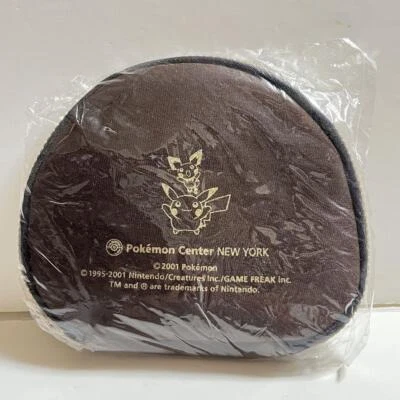 Pokémon Center NEW YORK
©2001 Pokémon
©1995-2001 Nintendo/Creatures Inc./GAME FREAK inc.
TM and ® are trademarks of Nintendo.